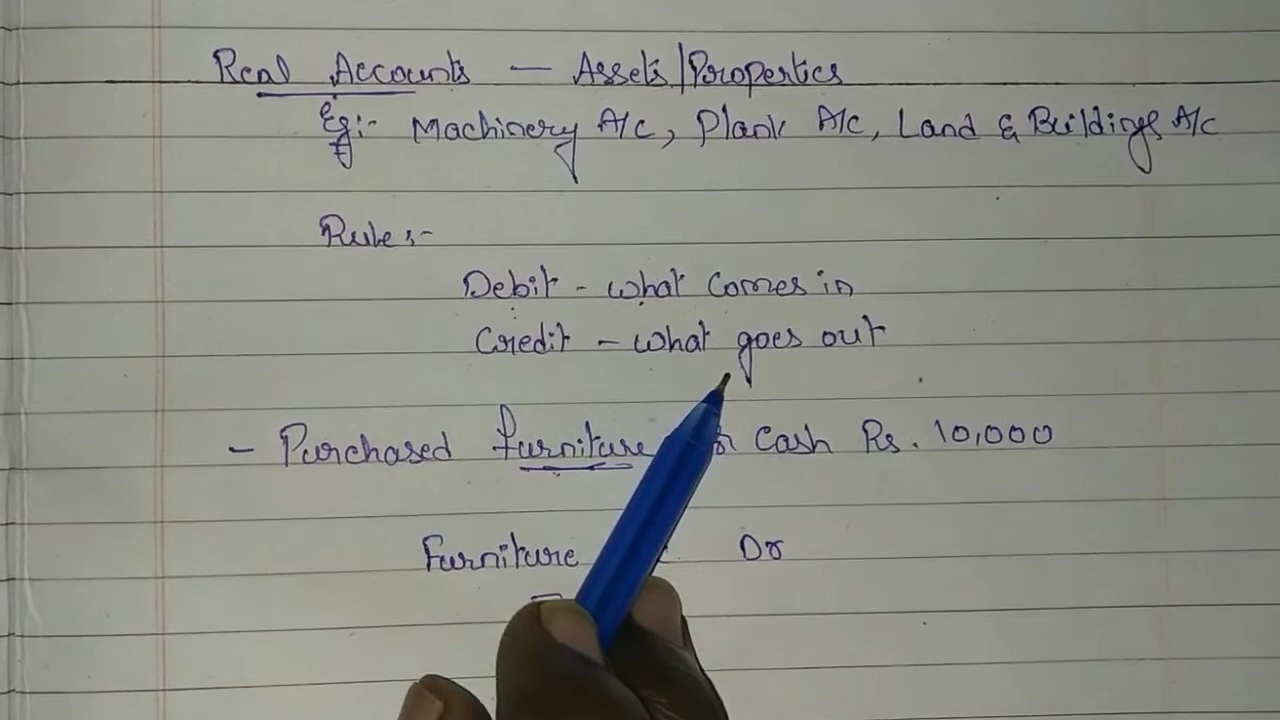 Real Accounts — Assets/Properties
Eg:- Machinery A/c, Plank A/c, Land & Buildings A/c
Rule:-
Debit - what comes in
Credit - what goes out
- Purchased furniture cash Rs. 10,000
Furniture Dr